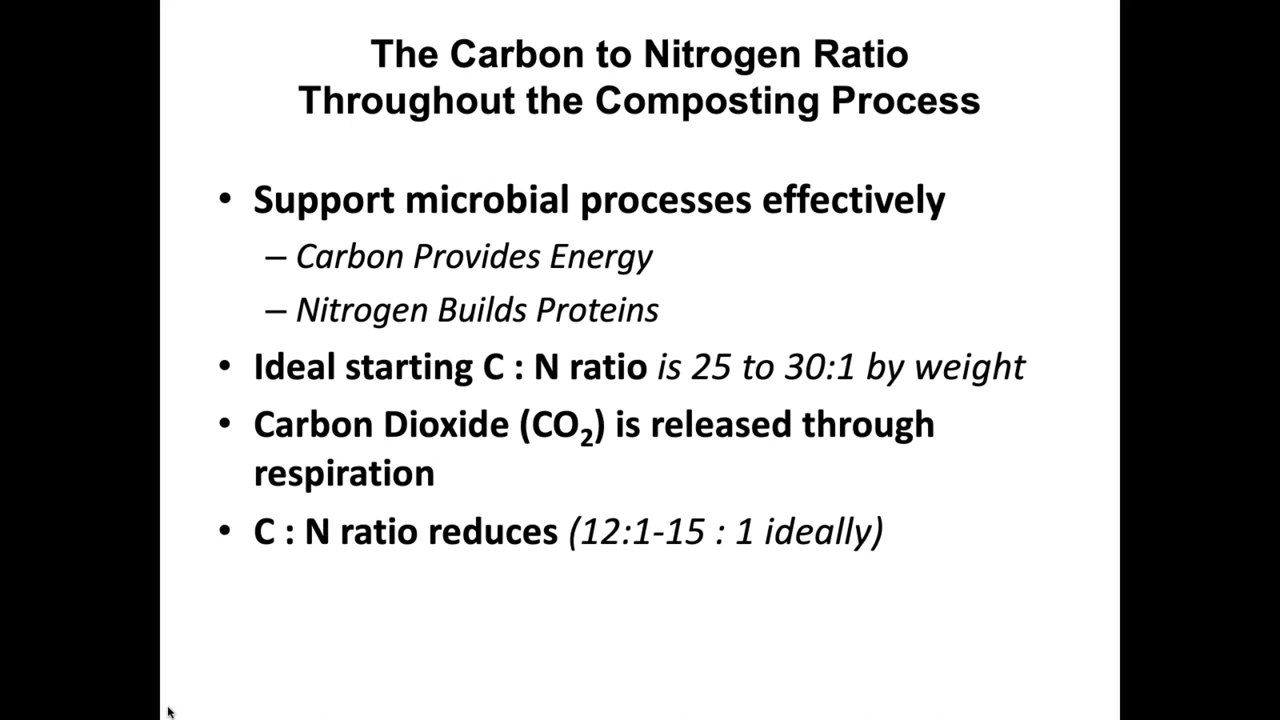 The Carbon to Nitrogen Ratio
Throughout the Composting Process
• Support microbial processes effectively
– Carbon Provides Energy
– Nitrogen Builds Proteins
• Ideal starting C : N ratio is 25 to 30:1 by weight
• Carbon Dioxide (CO₂) is released through
respiration
• C : N ratio reduces (12:1-15 : 1 ideally)